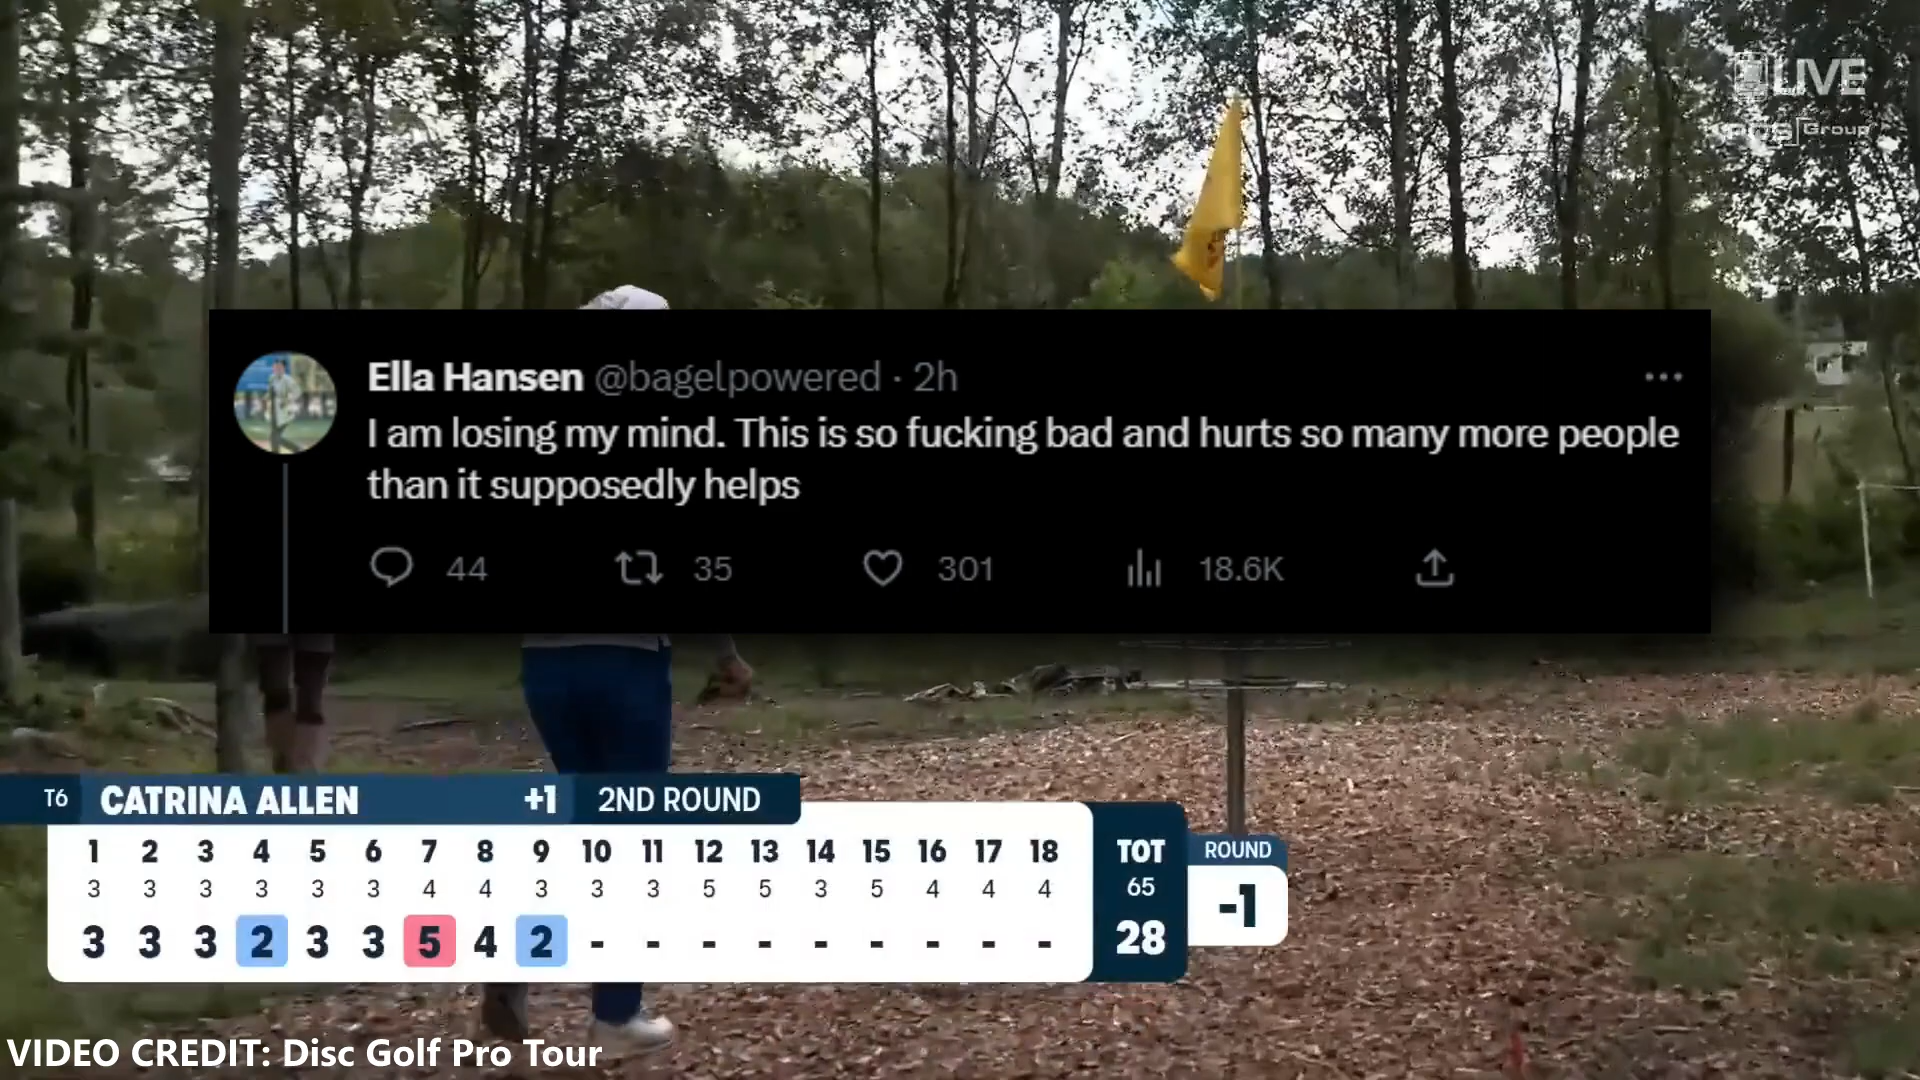 LIVE
Group
Ella Hansen @bagelpowered · 2h
I am losing my mind. This is so fucking bad and hurts so many more people
than it supposedly helps
44 35 301 18.6K
T6 CATRINA ALLEN +1 2ND ROUND
1 2 3 4 5 6 7 8 9 10 11 12 13 14 15 16 17 18 TOT ROUND
3 3 3 3 3 3 4 4 3 3 3 5 5 3 5 4 4 4 65
3 3 3 2 3 3 5 4 2 - - - - - - - - - 28 -1
VIDEO CREDIT: Disc Golf Pro Tour